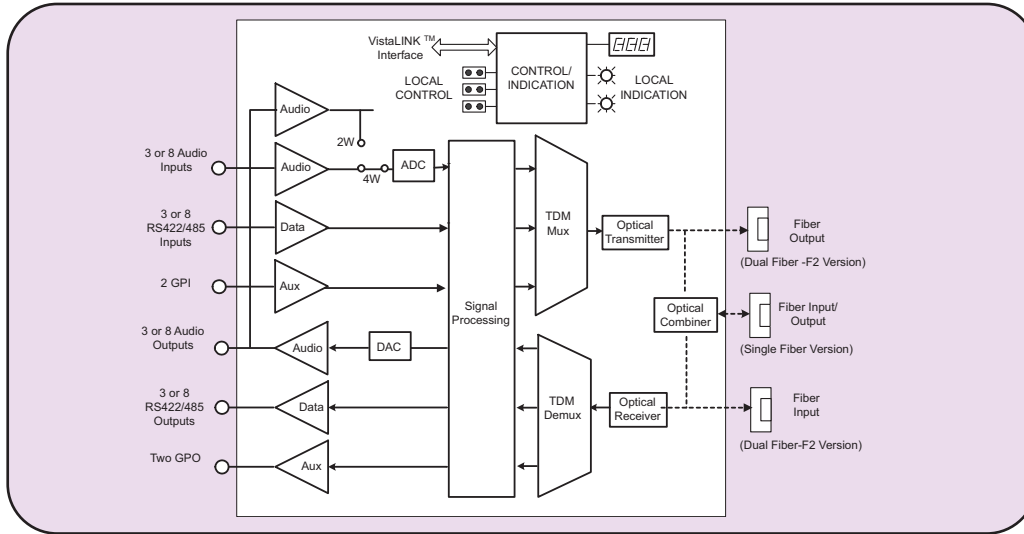 VistaLINK ™
Interface
LOCAL
CONTROL
CONTROL/
INDICATION
LOCAL
INDICATION
Audio
2W
3 or 8 Audio
Inputs
Audio
4W
ADC
3 or 8
RS422/485
Inputs
Data
2 GPI
Aux
3 or 8 Audio
Outputs
Audio
DAC
3 or 8
RS422/485
Outputs
Data
Two GPO
Aux
Signal
Processing
TDM
Mux
TDM
Demux
Optical
Transmitter
Optical
Combiner
Optical
Receiver
Fiber
Output
(Dual Fiber -F2 Version)
Fiber Input/
Output
(Single Fiber Version)
Fiber
Input
(Dual Fiber-F2 Version)